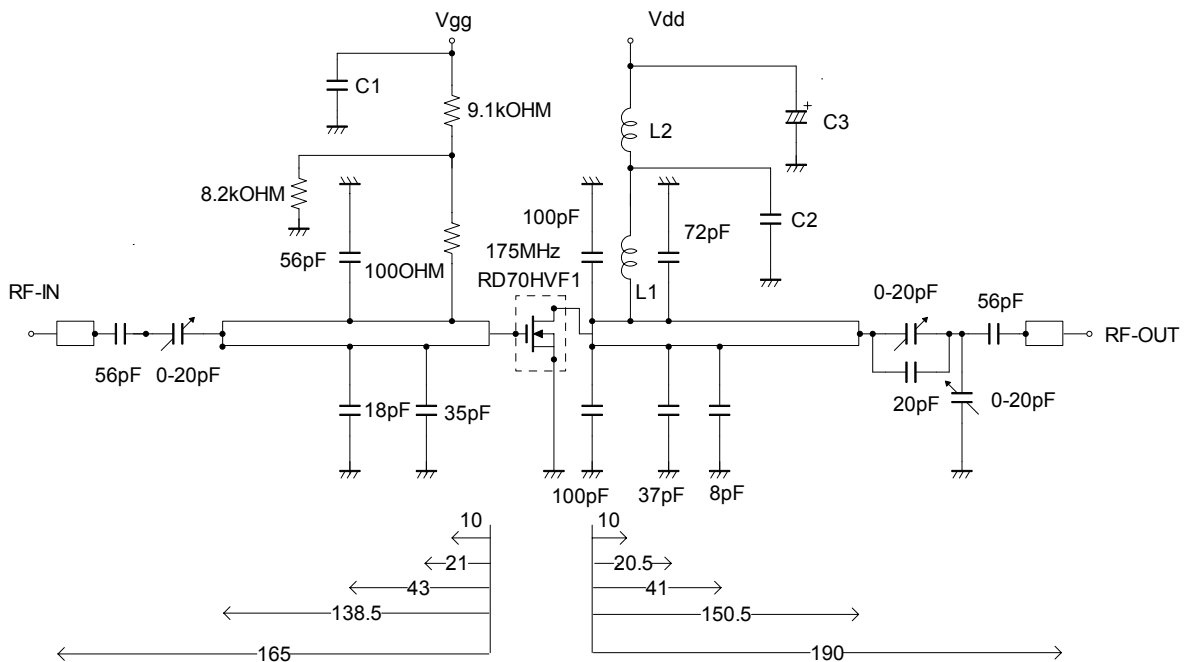 Vgg
Vdd
C1
9.1kOHM
L2
C3
8.2kOHM
100pF
C2
56pF
100OHM
175MHz
72pF
RD70HVF1
L1
RF-IN
0-20pF
56pF
RF-OUT
56pF
0-20pF
18pF
35pF
20pF
0-20pF
100pF
37pF
8pF
10
10
21
20.5
43
41
138.5
150.5
165
190
+